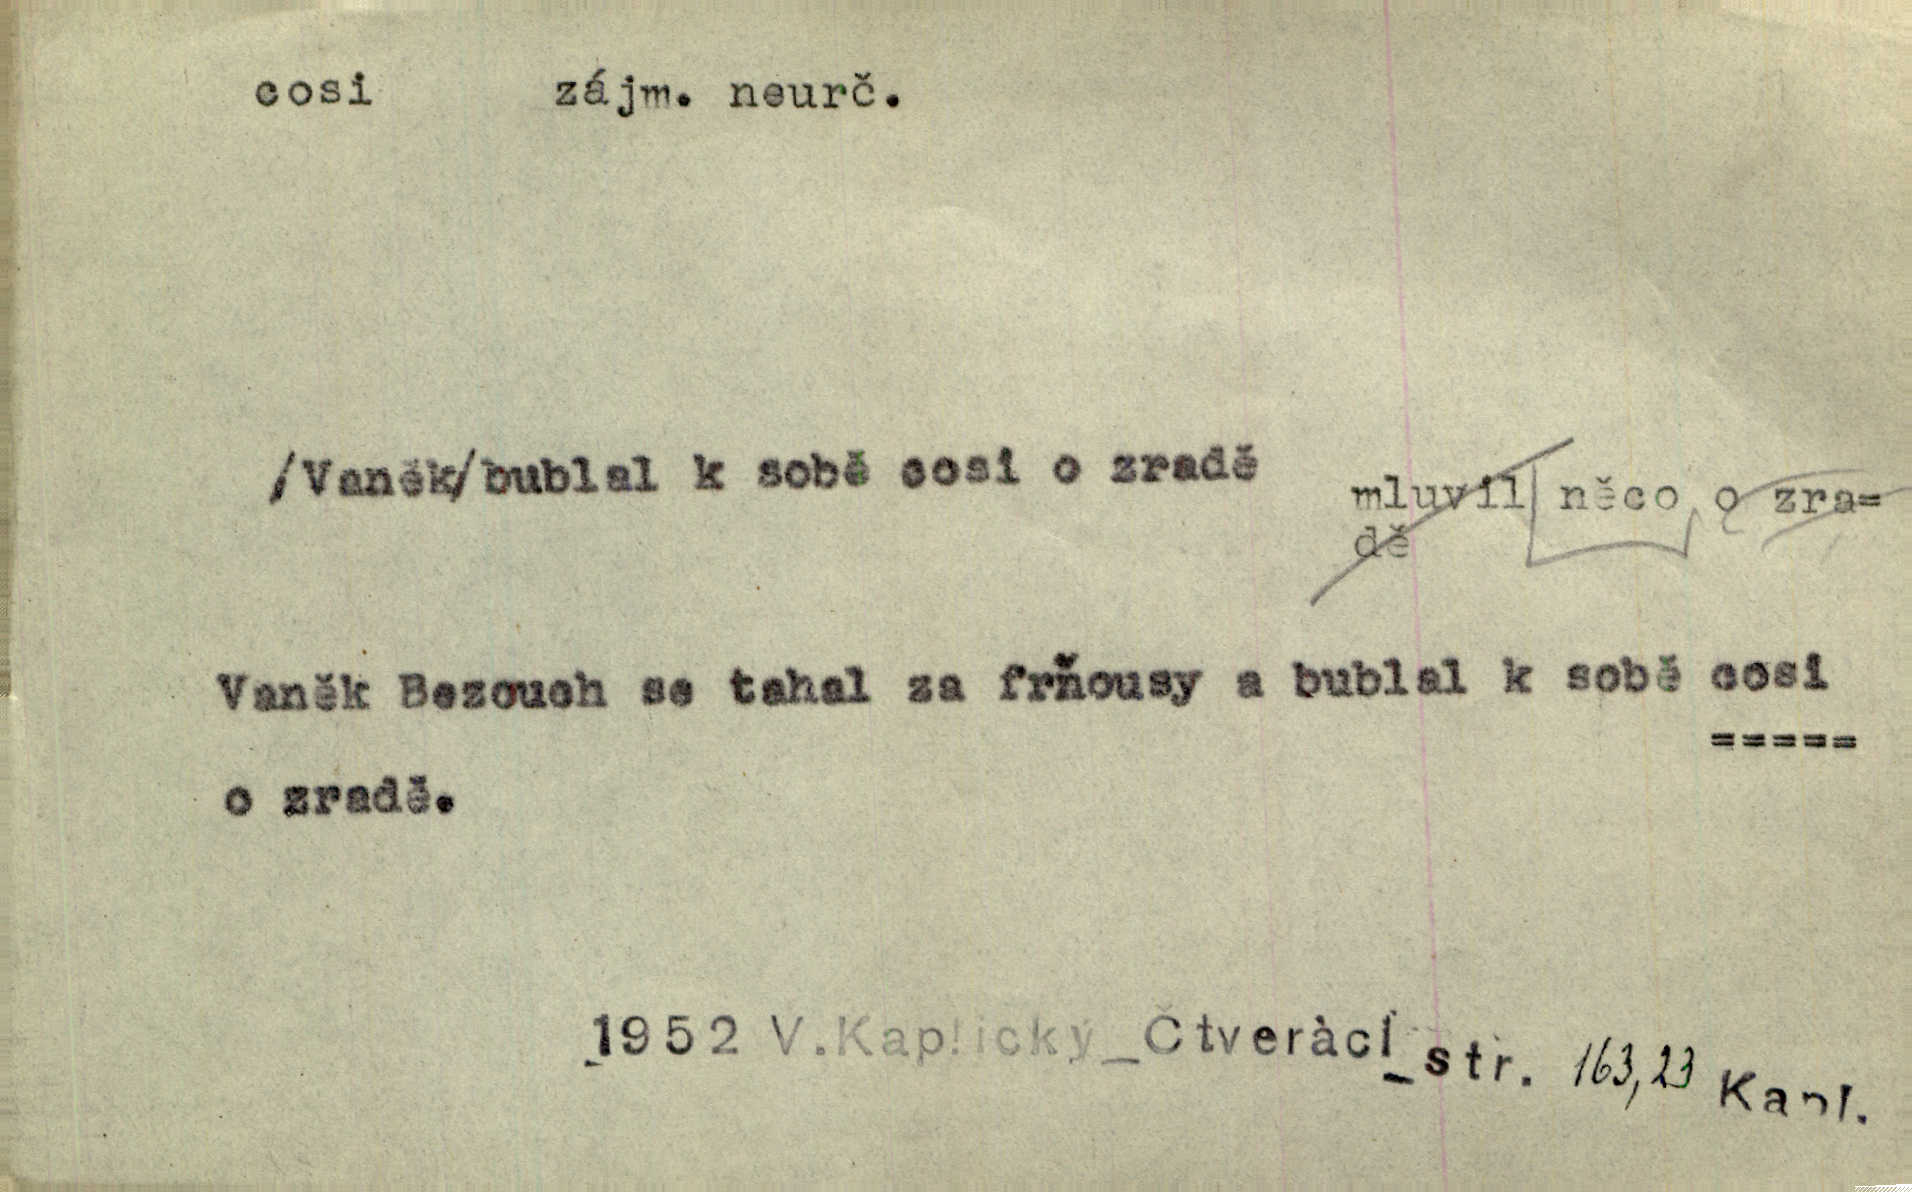 cosi zájm. neurč.
/Vaněk/bublal k sobě cosi o zradě
mluvil něco o zra=
dě
Vaněk Bezouch se tahal za frňousy a bublal k sobě cosi
=====
o zradě.
1952 V.Kaplický_Čtveráci_str. 163,23 Kapl.